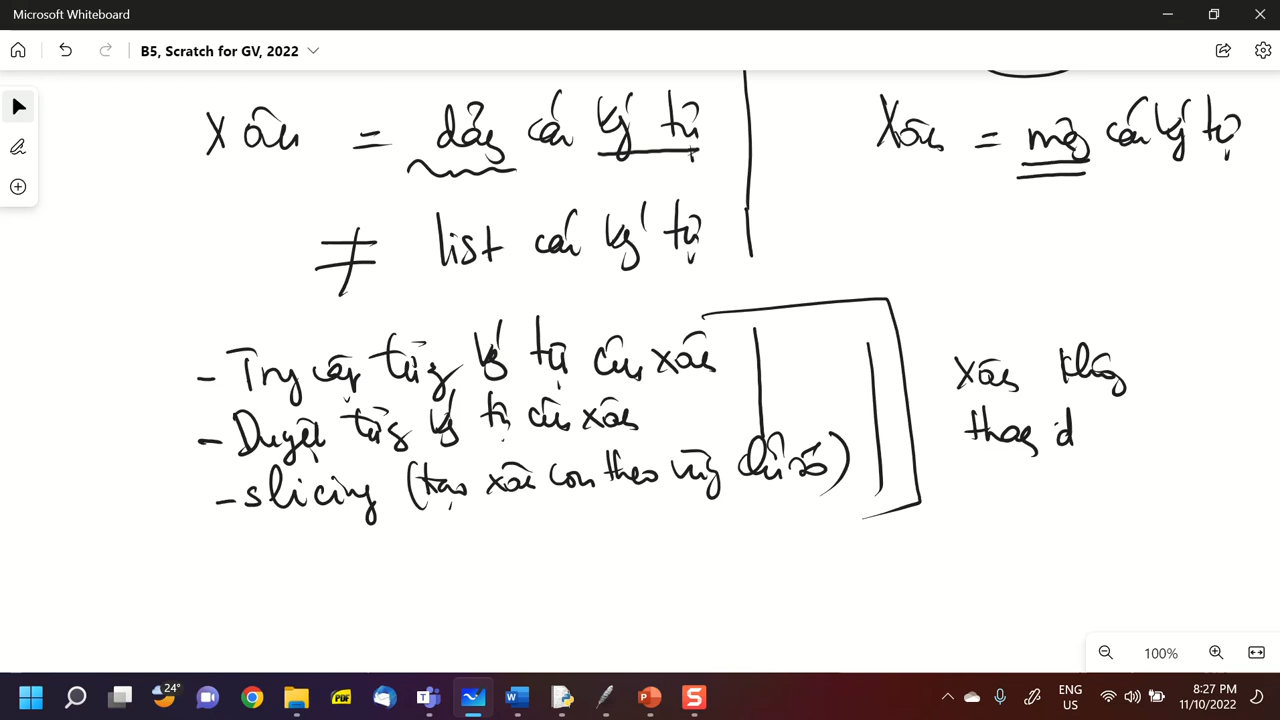 Microsoft Whiteboard
B5, Scratch for GV, 2022
Xâu = dãy các ký tự
≠ list các ký tự
Xâu = mảng các ký tự
- Truy cập từng ký tự của xâu
- Duyệt từng ký tự của xâu
- slicing (tạo xâu con theo vùng chỉ số)
Xâu không
thay đ
100%
24°
ENG
US
8:27 PM
11/10/2022